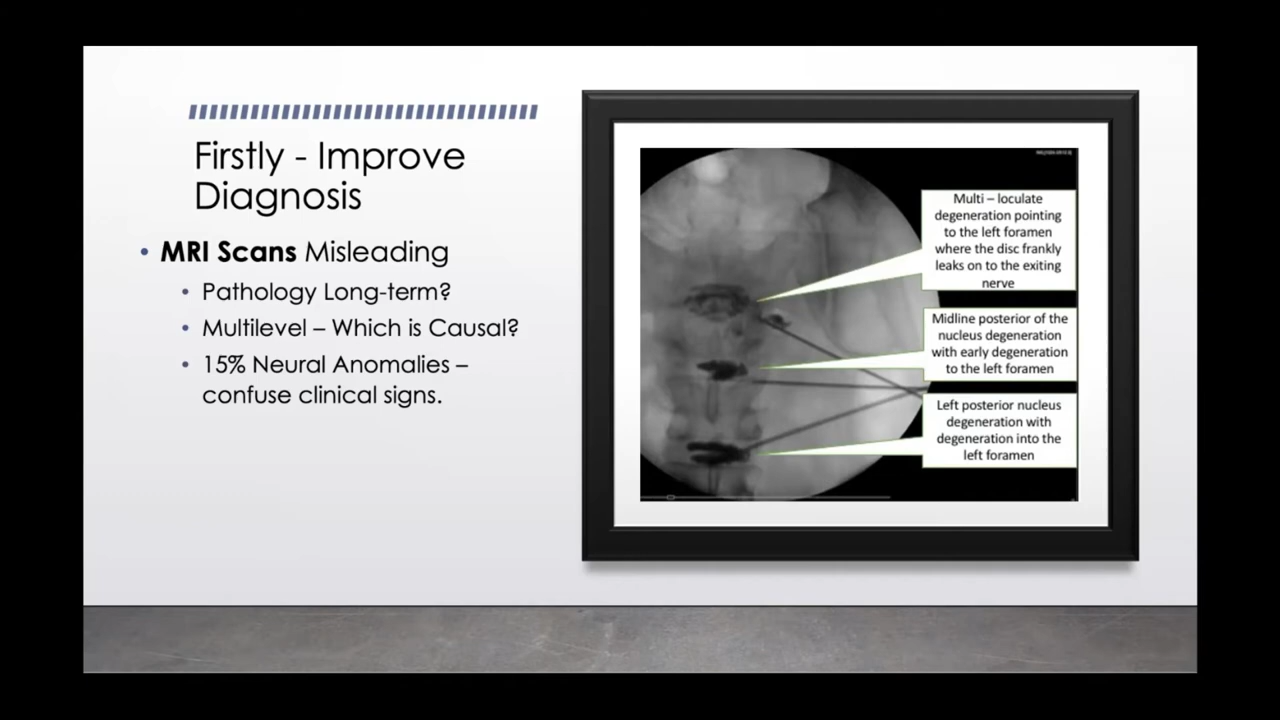 Firstly - Improve
Diagnosis
• MRI Scans Misleading
• Pathology Long-term?
• Multilevel – Which is Causal?
• 15% Neural Anomalies –
confuse clinical signs.
Multi – loculate
degeneration pointing
to the left foramen
where the disc frankly
leaks on to the exiting
nerve
Midline posterior of the
nucleus degeneration
with early degeneration
to the left foramen
Left posterior nucleus
degeneration with
degeneration into the
left foramen